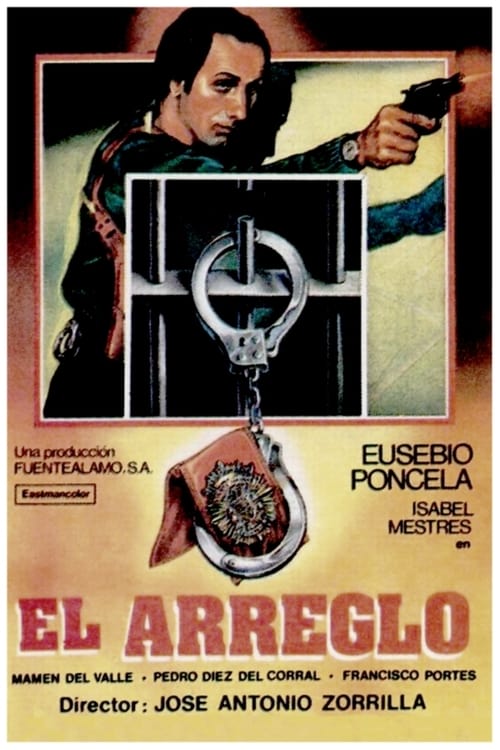 Una producción
FUENTEALAMO, S.A.
Eastmancolor
EUSEBIO
PONCELA
ISABEL
MESTRES
en
EL ARREGLO
MAMEN DEL VALLE · PEDRO DIEZ DEL CORRAL · FRANCISCO PORTES
Director: JOSE ANTONIO ZORRILLA